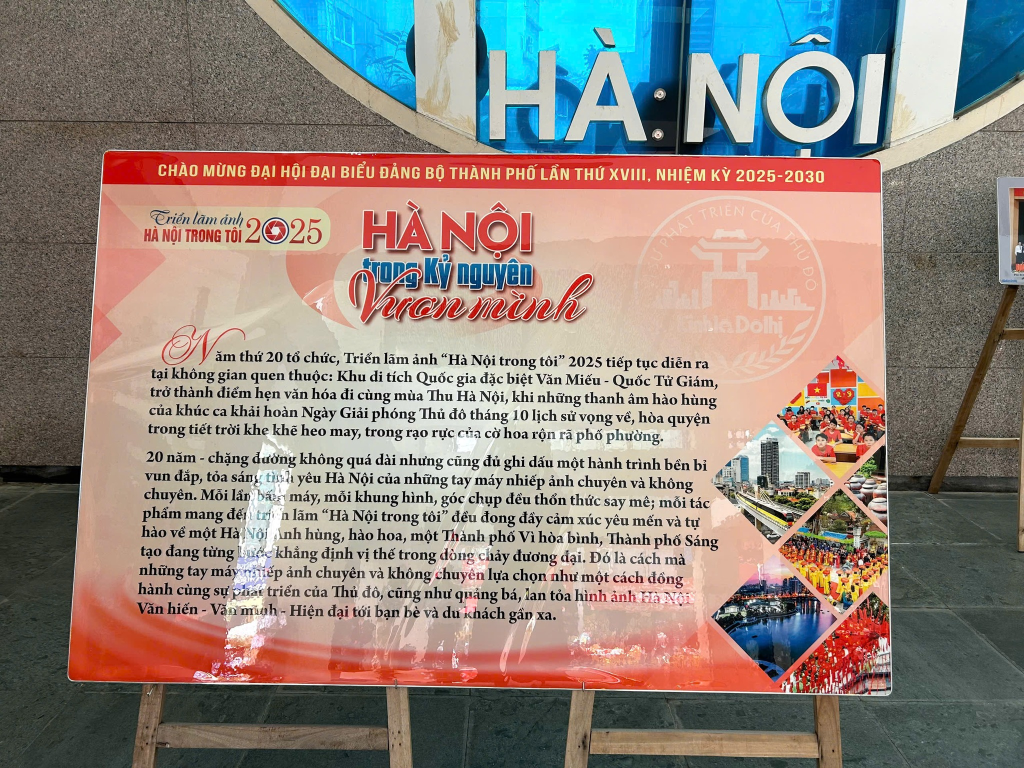 HÀ NỘI
CHÀO MỪNG ĐẠI HỘI ĐẠI BIỂU ĐẢNG BỘ THÀNH PHỐ LẦN THỨ XVIII, NHIỆM KỲ 2025-2030
Triển lãm ảnh
HÀ NỘI TRONG TÔI 2025
HÀ NỘI
trong Kỷ nguyên
Vươn mình
PHÁT TRIỂN CỦA THỦ ĐÔ
Năm thứ 20 tổ chức, Triển lãm ảnh “Hà Nội trong tôi” 2025 tiếp tục diễn ra
tại không gian quen thuộc: Khu di tích Quốc gia đặc biệt Văn Miếu - Quốc Tử Giám,
trở thành điểm hẹn văn hóa đi cùng mùa Thu Hà Nội, khi những thanh âm hào hùng
của khúc ca khải hoàn Ngày Giải phóng Thủ đô tháng 10 lịch sử vọng về, hòa quyện
trong tiết trời khe khẽ heo may, trong rạo rực của cờ hoa rộn rã phố phường.
20 năm - chặng đường không quá dài nhưng cũng đủ ghi dấu một hành trình bền bỉ
vun đắp, tỏa sáng tình yêu Hà Nội của những tay máy nhiếp ảnh chuyên và không
chuyên. Mỗi lần bấm máy, mỗi khung hình, góc chụp đều thổn thức say mê; mỗi tác
phẩm mang đến triển lãm “Hà Nội trong tôi” đều đong đầy cảm xúc yêu mến và tự
hào về một Hà Nội Anh hùng, hào hoa, một Thành phố Vì hòa bình, Thành phố Sáng
tạo đang từng bước khẳng định vị thế trong dòng chảy đương đại. Đó là cách mà
những tay máy nhiếp ảnh chuyên và không chuyên lựa chọn như một cách đồng
hành cùng sự phát triển của Thủ đô, cũng như quảng bá, lan tỏa hình ảnh Hà Nội
Văn hiến - Văn minh - Hiện đại tới bạn bè và du khách gần xa.